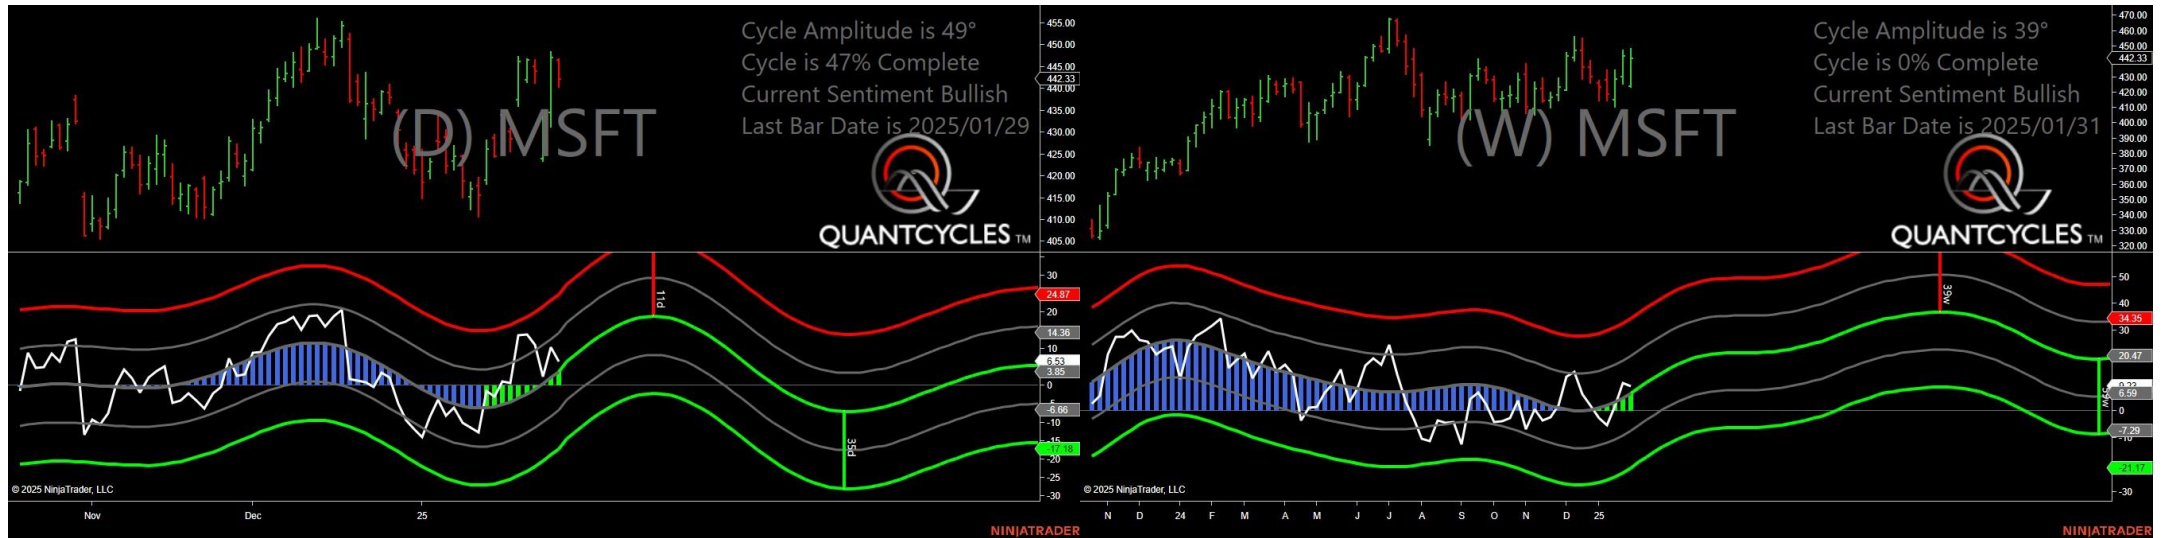 Cycle Amplitude is 49°
Cycle is 47% Complete
Current Sentiment Bullish
Last Bar Date is 2025/01/29
(D) MSFT
QUANTCYCLES TM
455.00
450.00
445.00
442.33
440.00
435.00
430.00
425.00
420.00
415.00
410.00
405.00
11d
35d
30
24.87
20
14.36
10
6.53
3.85
0
-5
-6.66
-10
-15
-17.18
-20
-25
-30
© 2025 NinjaTrader, LLC
Nov
Dec
25
NINJATRADER
Cycle Amplitude is 39°
Cycle is 0% Complete
Current Sentiment Bullish
Last Bar Date is 2025/01/31
(W) MSFT
QUANTCYCLES TM
470.00
460.00
450.00
442.33
430.00
420.00
410.00
400.00
390.00
380.00
370.00
360.00
350.00
340.00
330.00
320.00
39w
50
40
34.35
30
20.47
6.59
0
-7.29
-10
-21.17
-30
© 2025 NinjaTrader, LLC
N D 24 F M A M J J A S O N D 25
NINJATRADER